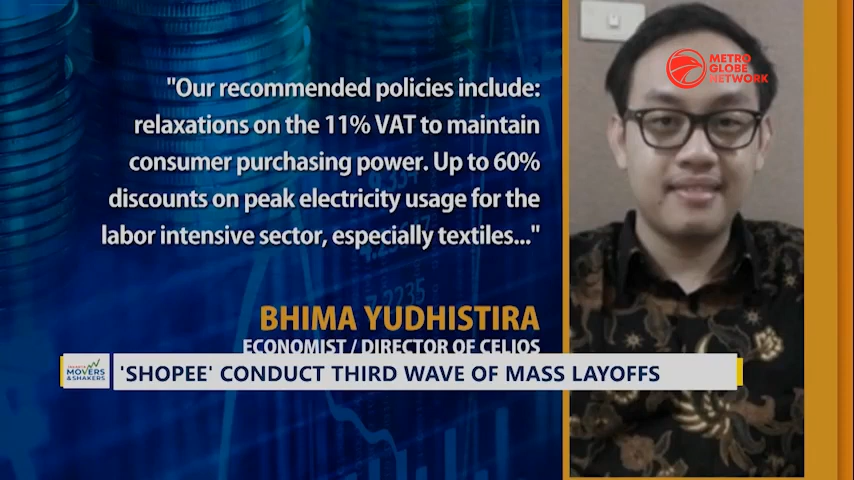 METRO
GLOBE
NETWORK
"Our recommended policies include:
relaxations on the 11% VAT to maintain
consumer purchasing power. Up to 60%
discounts on peak electricity usage for the
labor intensive sector, especially textiles..."
7.2235
BHIMA YUDHISTIRA
ECONOMIST / DIRECTOR OF CELIOS
MOVERS
& SHAKERS
'SHOPEE' CONDUCT THIRD WAVE OF MASS LAYOFFS